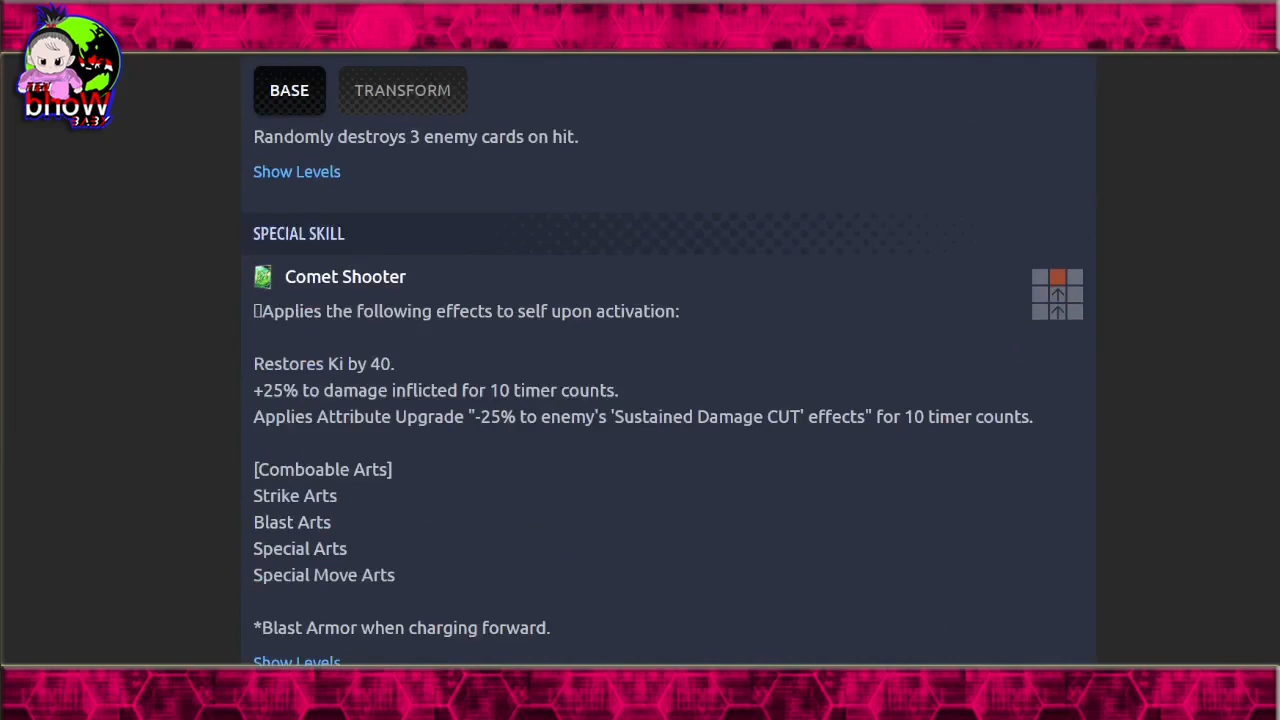 bhoW
BABY
BASE
TRANSFORM
Randomly destroys 3 enemy cards on hit.
Show Levels
SPECIAL SKILL
Comet Shooter
Applies the following effects to self upon activation:
Restores Ki by 40.
+25% to damage inflicted for 10 timer counts.
Applies Attribute Upgrade "-25% to enemy's 'Sustained Damage CUT' effects" for 10 timer counts.
[Comboable Arts]
Strike Arts
Blast Arts
Special Arts
Special Move Arts
*Blast Armor when charging forward.
Show Levels